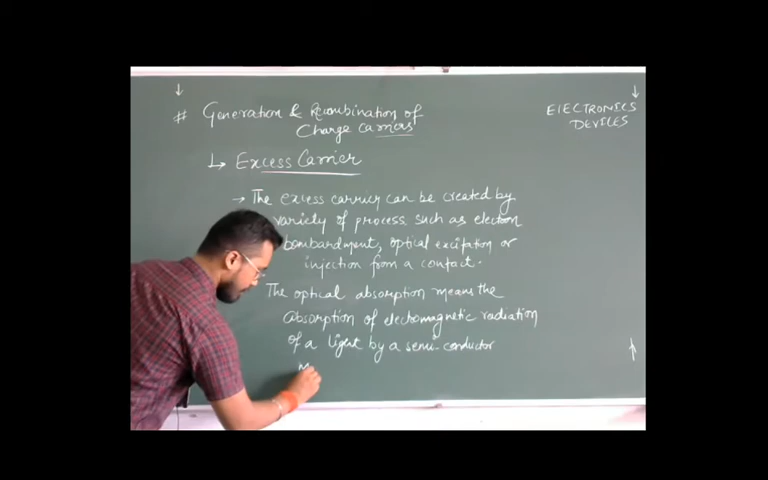 # Generation & Recombination of
Charge carriers
↳ Excess Carrier
→ The excess carrier can be created by
variety of process such as electron
bombardment, optical excitation or
injection from a contact.
The optical absorption means the
absorption of electromagnetic radiation
of a light by a semi-conductor
ELECTRONICS
DEVICES